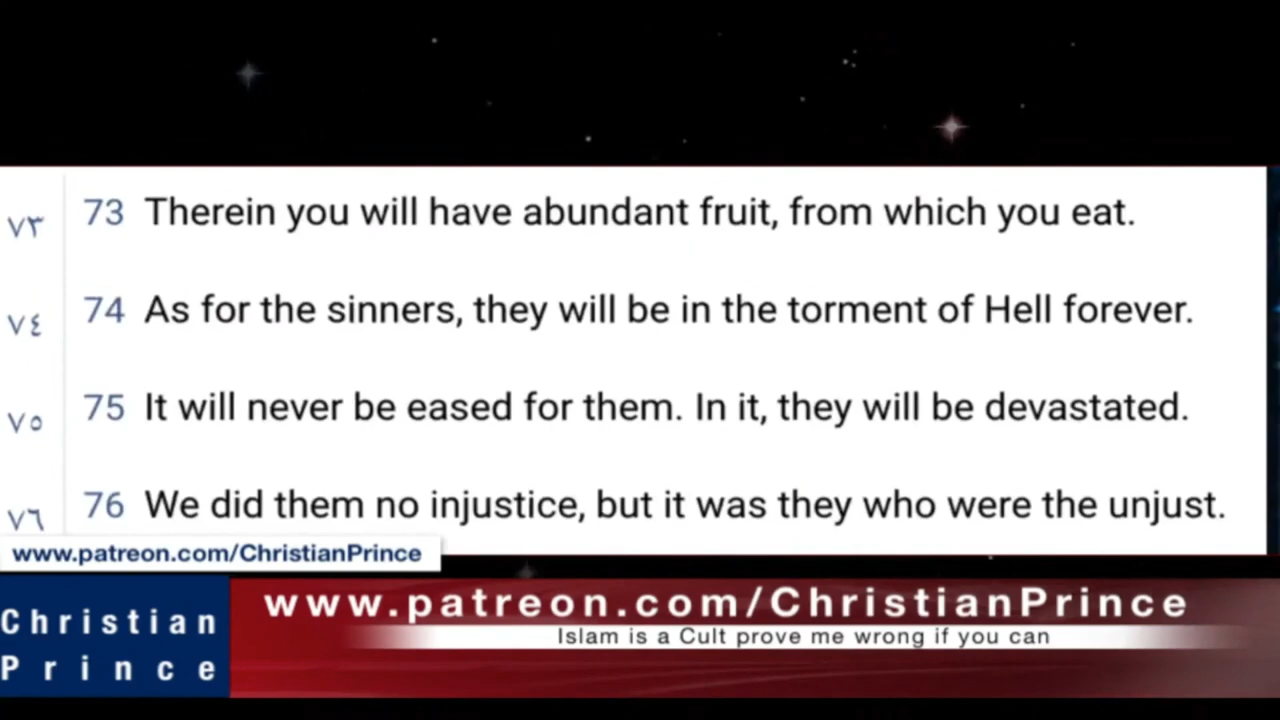 ٧٣ 73 Therein you will have abundant fruit, from which you eat.
٧٤ 74 As for the sinners, they will be in the torment of Hell forever.
٧٥ 75 It will never be eased for them. In it, they will be devastated.
٧٦ 76 We did them no injustice, but it was they who were the unjust.
www.patreon.com/ChristianPrince
Christian
Prince
www.patreon.com/ChristianPrince
Islam is a Cult prove me wrong if you can